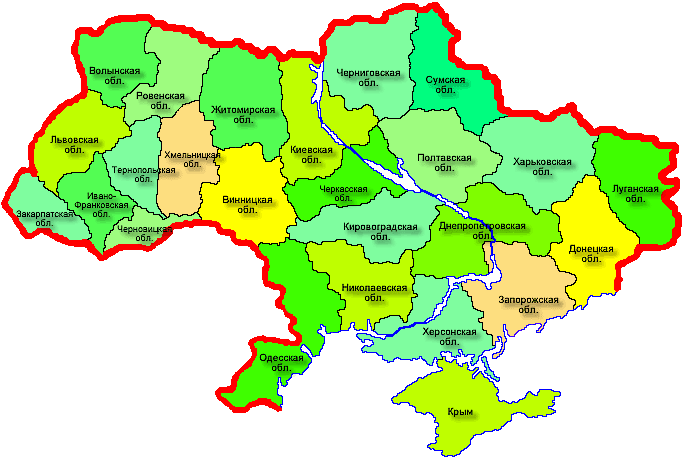 Волынская
обл.
Ровенская
обл.
Житомирская
обл.
Черниговская
обл.
Сумская
обл.
Львовская
обл.
Тернопольская
обл.
Хмельницкая
обл.
Киевская
обл.
Полтавская
обл.
Харьковская
обл.
Луганская
обл.
Закарпатская
обл.
Ивано-
Франковская
обл.
Черновицкая
обл.
Винницкая
обл.
Черкасская
обл.
Кировоградская
обл.
Днепропетровская
обл.
Донецкая
обл.
Одесская
обл.
Николаевская
обл.
Херсонская
обл.
Запорожская
обл.
Крым